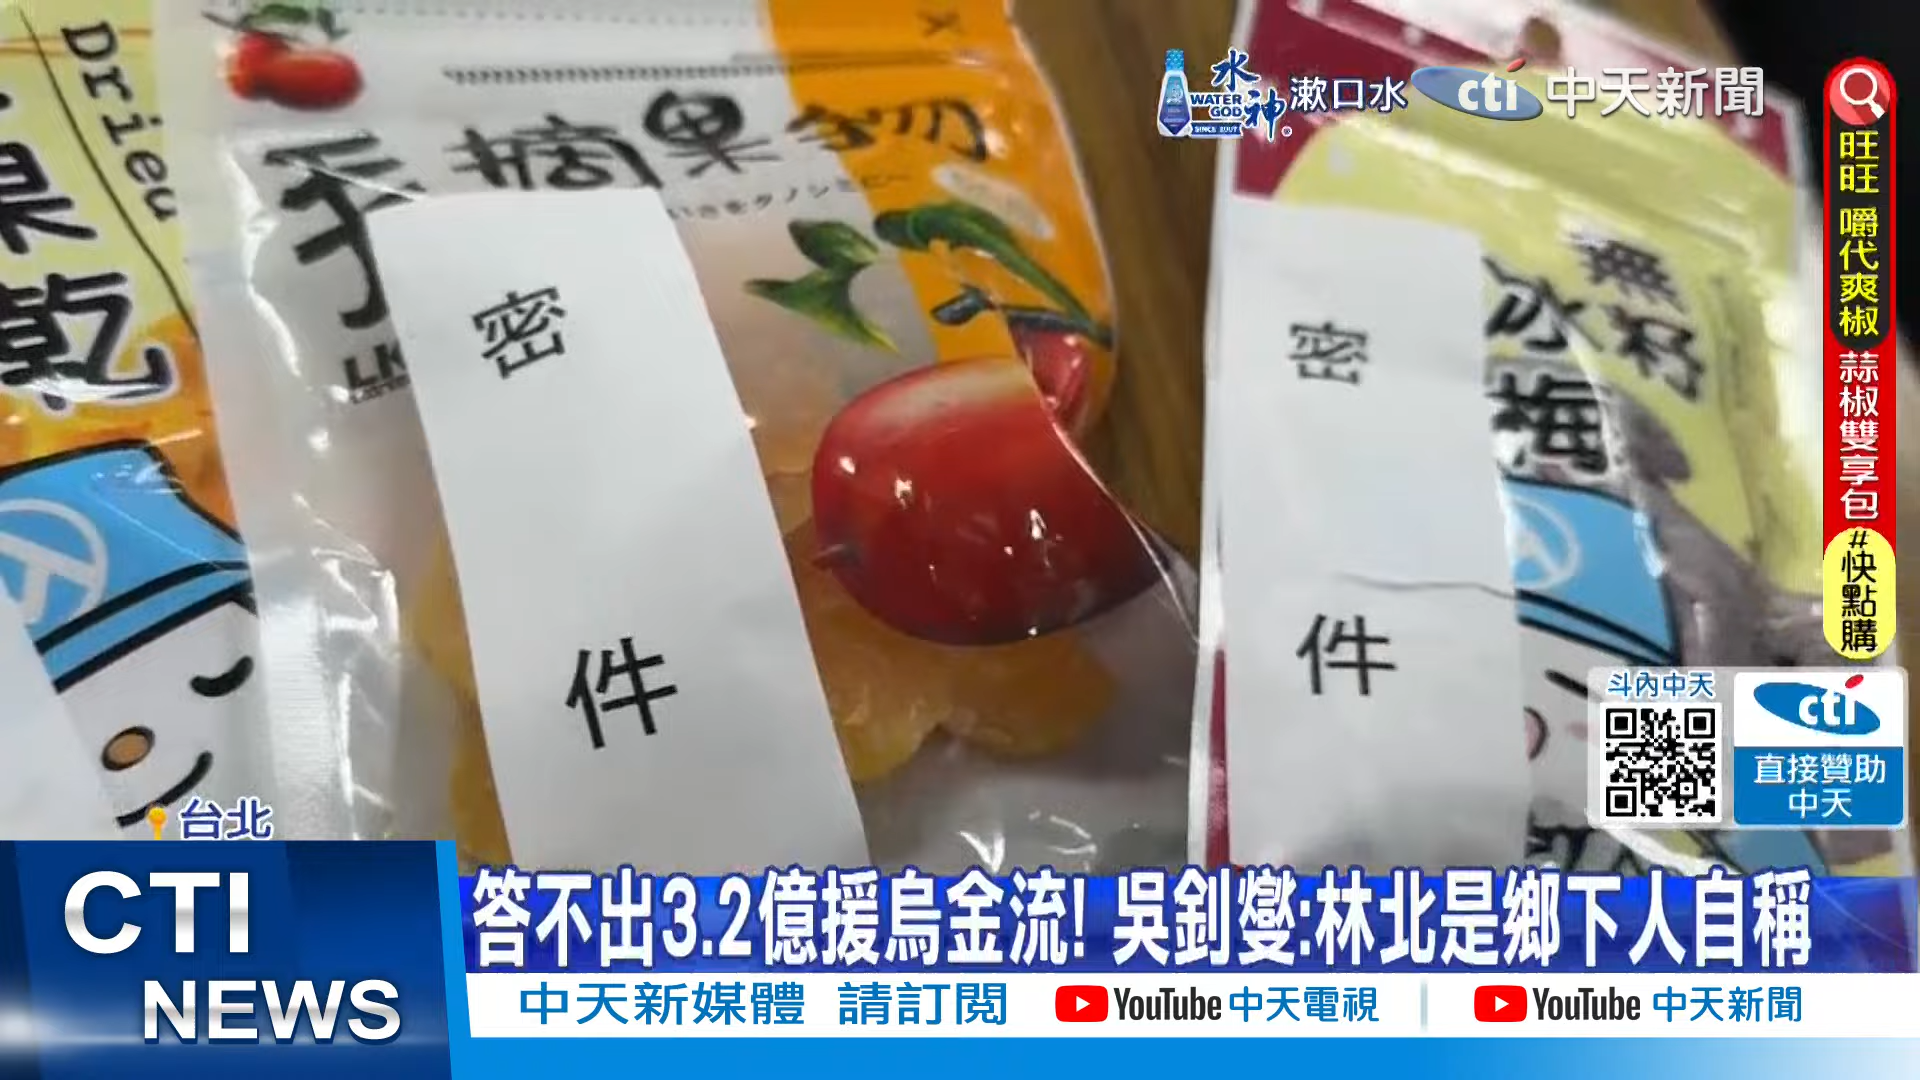 Dried
果乾
手摘果物
密件
無籽
冰梅
密件
水神
WATER GOD
SINCE 2007
漱口水
cti 中天新聞
旺旺 嚼代爽椒
蒜椒雙享包
#快點購
斗內中天
cti
直接贊助
中天
台北
CTI NEWS
答不出3.2億援烏金流! 吳釗燮:林北是鄉下人自稱
中天新媒體 請訂閱 YouTube 中天電視 | YouTube 中天新聞